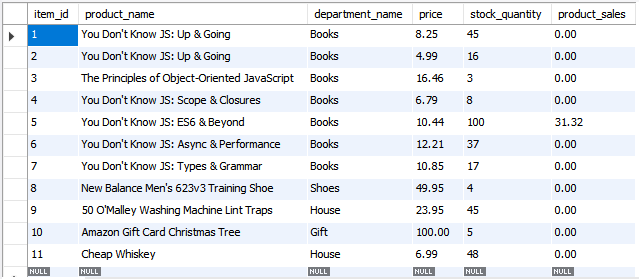 item_id product_name department_name price stock_quantity product_sales
1 You Don't Know JS: Up & Going Books 8.25 45 0.00
2 You Don't Know JS: Up & Going Books 4.99 16 0.00
3 The Principles of Object-Oriented JavaScript Books 16.46 3 0.00
4 You Don't Know JS: Scope & Closures Books 6.79 8 0.00
5 You Don't Know JS: ES6 & Beyond Books 10.44 100 31.32
6 You Don't Know JS: Async & Performance Books 12.21 37 0.00
7 You Don't Know JS: Types & Grammar Books 10.85 17 0.00
8 New Balance Men's 623v3 Training Shoe Shoes 49.95 4 0.00
9 50 O'Malley Washing Machine Lint Traps House 23.95 45 0.00
10 Amazon Gift Card Christmas Tree Gift 100.00 5 0.00
11 Cheap Whiskey House 6.99 48 0.00
NULL NULL NULL NULL NULL NULL